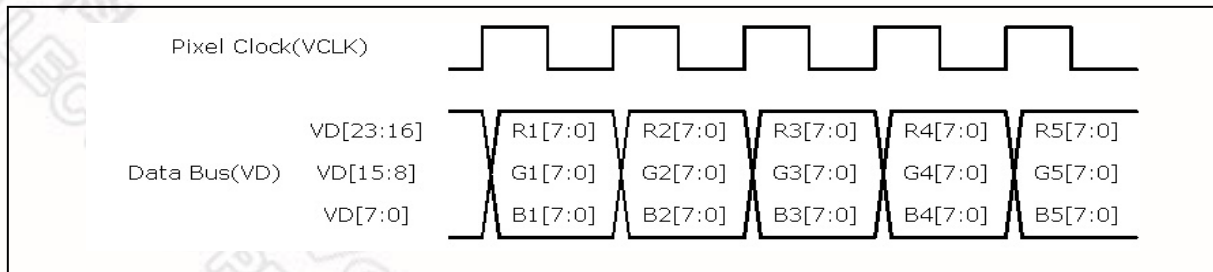 Pixel Clock(VCLK)
VD[23:16] R1[7:0] R2[7:0] R3[7:0] R4[7:0] R5[7:0]
Data Bus(VD) VD[15:8] G1[7:0] G2[7:0] G3[7:0] G4[7:0] G5[7:0]
VD[7:0] B1[7:0] B2[7:0] B3[7:0] B4[7:0] B5[7:0]